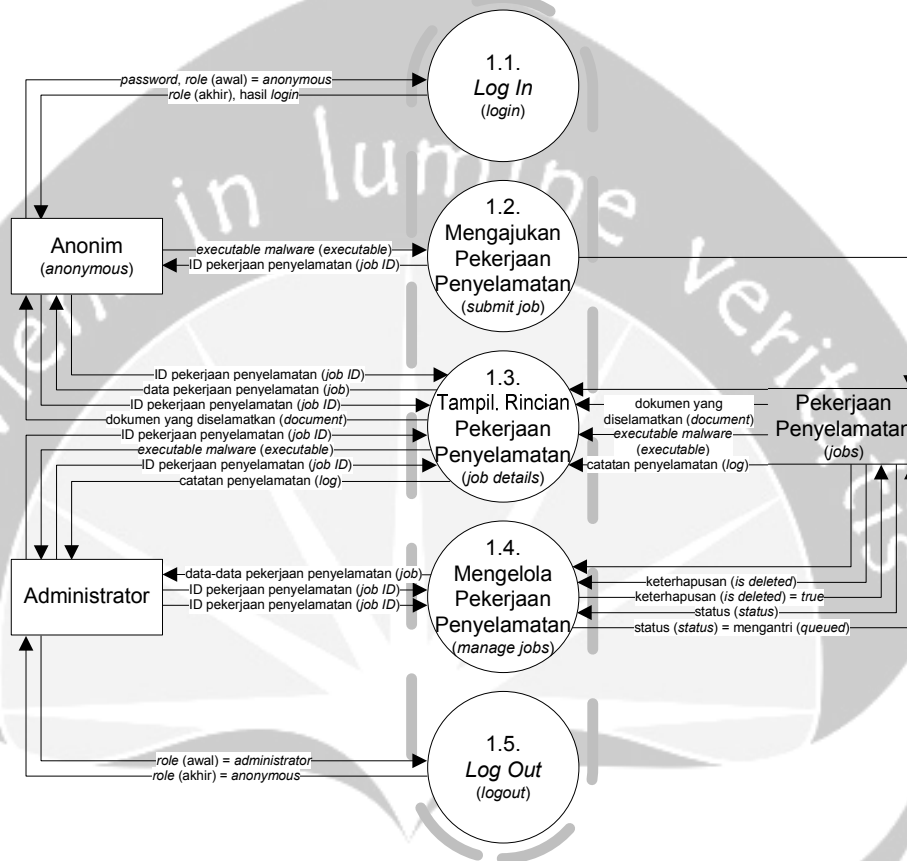 1.1.
Log In
(login)
password, role (awal) = anonymous
role (akhir), hasil login
in lumine veritatis
Anonim
(anonymous)
executable malware (executable)
ID pekerjaan penyelamatan (job ID)
1.2.
Mengajukan
Pekerjaan
Penyelamatan
(submit job)
ID pekerjaan penyelamatan (job ID)
data pekerjaan penyelamatan (job)
ID pekerjaan penyelamatan (job ID)
dokumen yang diselamatkan (document)
ID pekerjaan penyelamatan (job ID)
executable malware (executable)
ID pekerjaan penyelamatan (job ID)
catatan penyelamatan (log)
1.3.
Tampil. Rincian
Pekerjaan
Penyelamatan
(job details)
dokumen yang
diselamatkan (document)
executable malware
(executable)
catatan penyelamatan (log)
Pekerjaan
Penyelamatan
(jobs)
Administrator
data-data pekerjaan penyelamatan (job)
ID pekerjaan penyelamatan (job ID)
ID pekerjaan penyelamatan (job ID)
1.4.
Mengelola
Pekerjaan
Penyelamatan
(manage jobs)
keterhapusan (is deleted)
keterhapusan (is deleted) = true
status (status)
status (status) = mengantri (queued)
role (awal) = administrator
role (akhir) = anonymous
1.5.
Log Out
(logout)